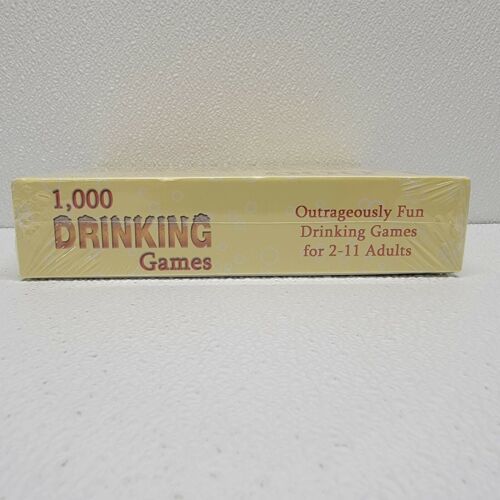 1,000
DRINKING
Games
Outrageously Fun
Drinking Games
for 2-11 Adults